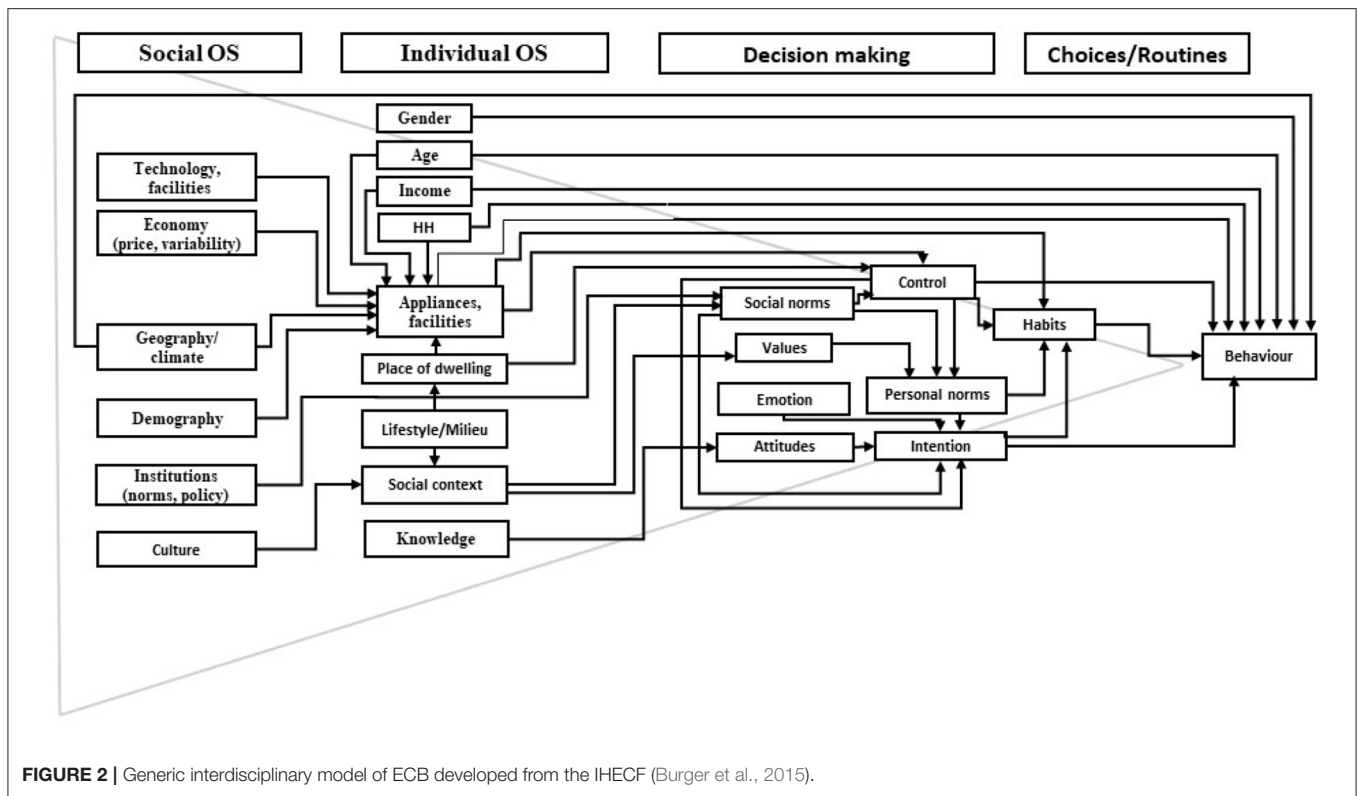 Social OS
Individual OS
Decision making
Choices/Routines
Gender
Age
Technology,
facilities
Income
Economy
(price, variability)
HH
Appliances,
facilities
Control
Social norms
Habits
Geography/
climate
Values
Behaviour
Place of dwelling
Emotion
Personal norms
Demography
Lifestyle/Milieu
Attitudes
Intention
Institutions
(norms, policy)
Social context
Culture
Knowledge
FIGURE 2 | Generic interdisciplinary model of ECB developed from the IHECF (Burger et al., 2015).